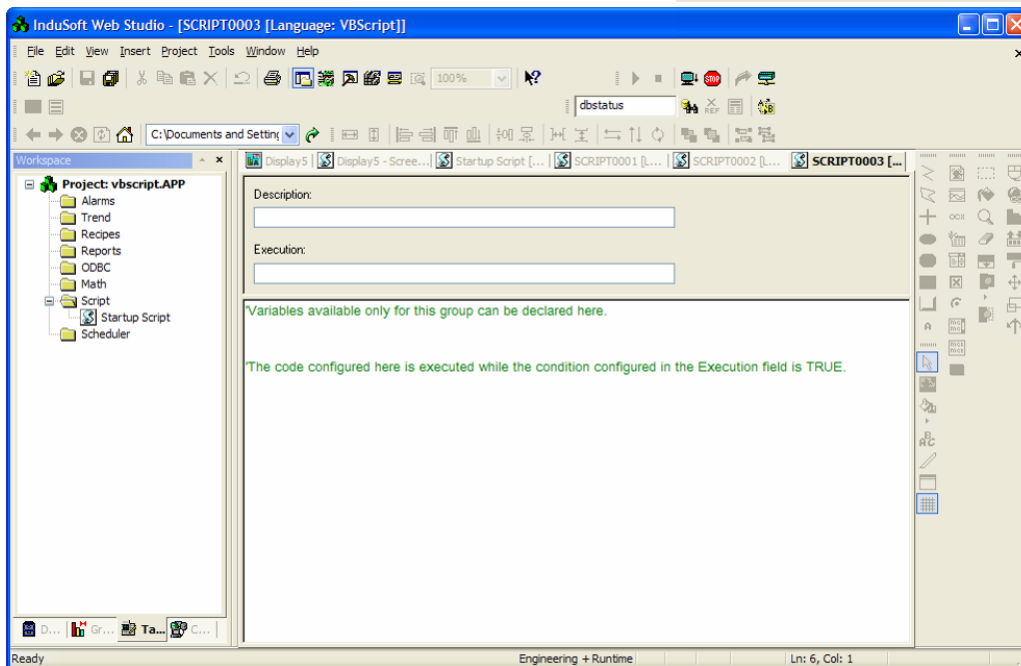 InduSoft Web Studio - [SCRIPT0003 [Language: VBScript]]
File Edit View Insert Project Tools Window Help
100%
STOP
dbstatus
REF
C:\Documents and Setting
Workspace
Display5
Display5 - Scree...
Startup Script [...
SCRIPT0001 [L...
SCRIPT0002 [L...
SCRIPT0003 [...
Project: vbscript.APP
Alarms
Trend
Recipes
Reports
ODBC
Math
Script
Startup Script
Scheduler
Description:
Execution:
'Variables available only for this group can be declared here.
'The code configured here is executed while the condition configured in the Execution field is TRUE.
D...
Gr...
Ta...
C...
Ready
Engineering + Runtime
Ln: 6, Col: 1